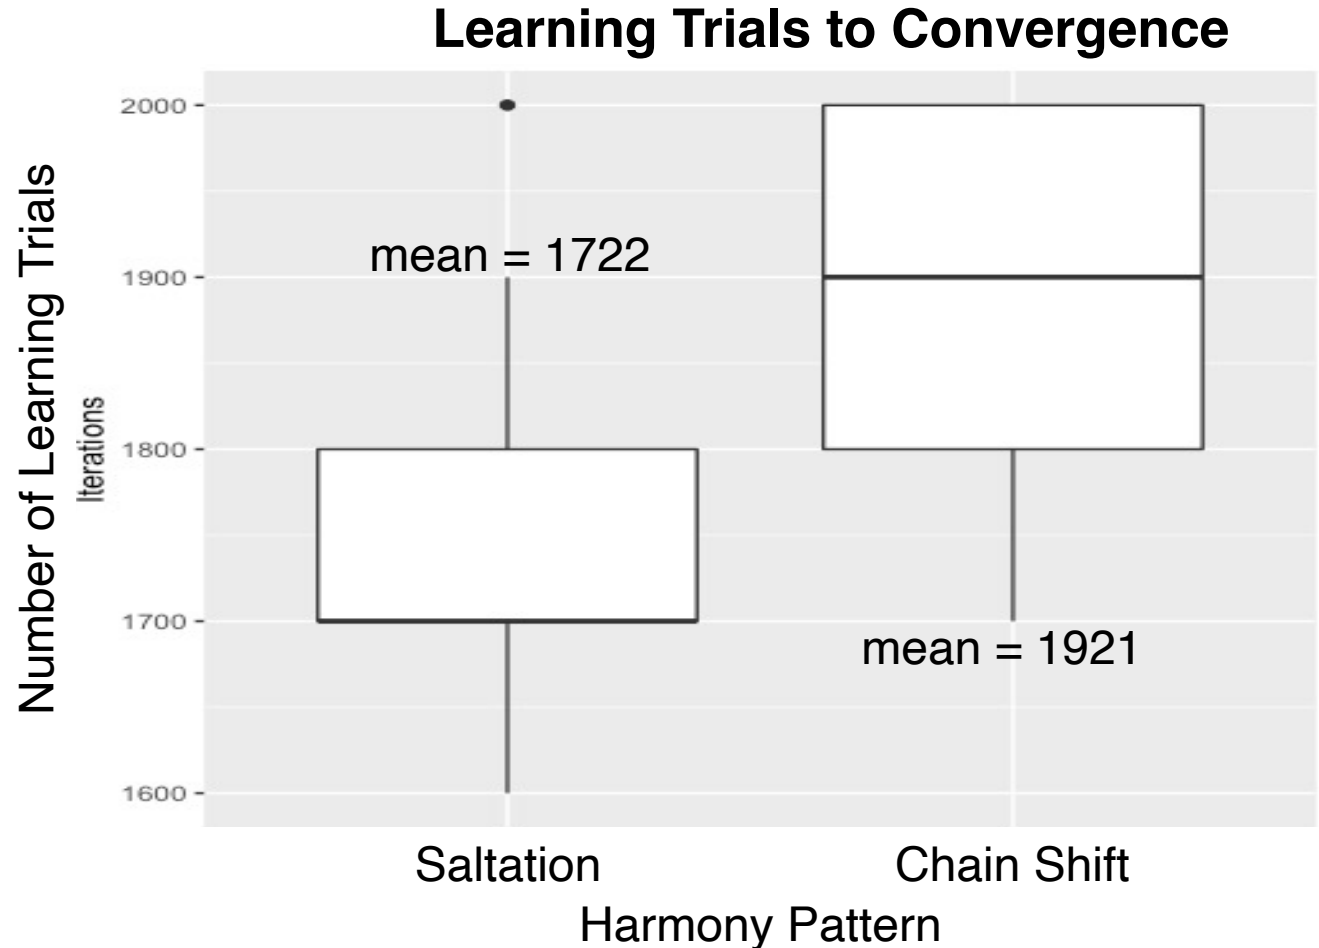 Learning Trials to Convergence
Number of Learning Trials
Iterations
2000
1900
1800
1700
1600
mean = 1722
mean = 1921
Saltation
Chain Shift
Harmony Pattern